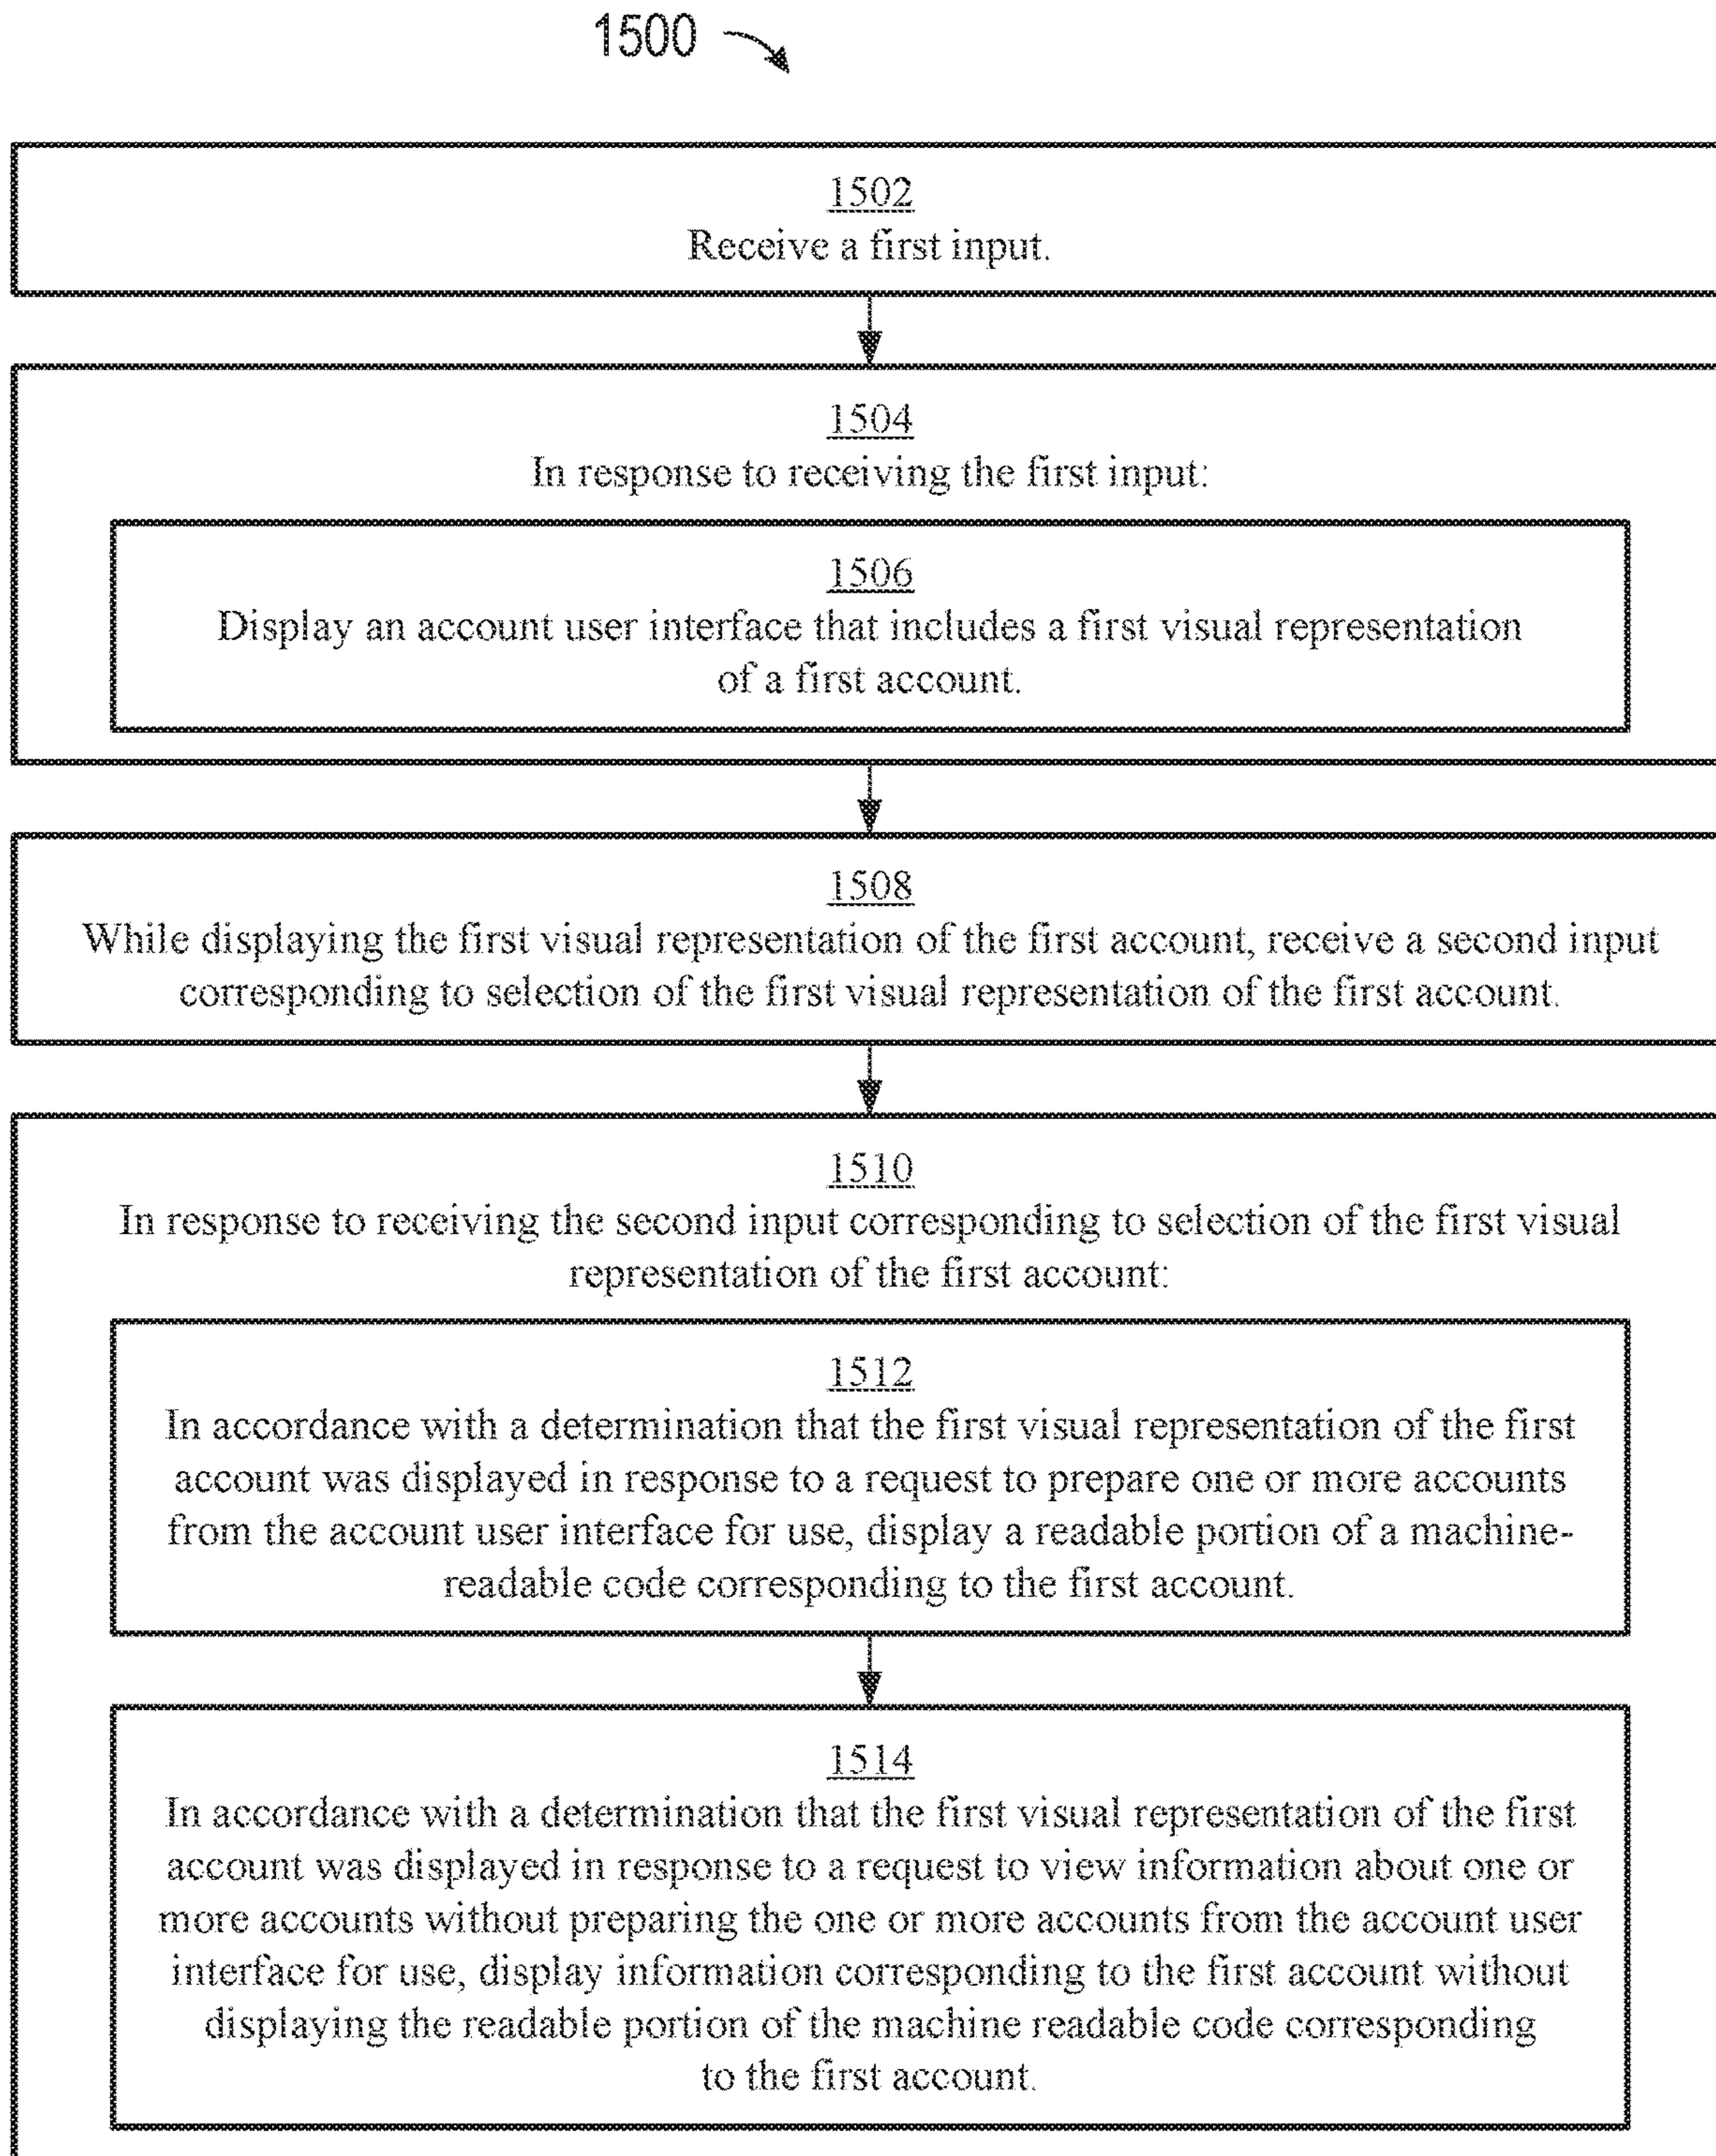 1500
1502
Receive a first input.
1504
In response to receiving the first input:
1506
Display an account user interface that includes a first visual representation
of a first account.
1508
While displaying the first visual representation of the first account, receive a second input
corresponding to selection of the first visual representation of the first account.
1510
In response to receiving the second input corresponding to selection of the first visual
representation of the first account:
1512
In accordance with a determination that the first visual representation of the first
account was displayed in response to a request to prepare one or more accounts
from the account user interface for use, display a readable portion of a machine-
readable code corresponding to the first account.
1514
In accordance with a determination that the first visual representation of the first
account was displayed in response to a request to view information about one or
more accounts without preparing the one or more accounts from the account user
interface for use, display information corresponding to the first account without
displaying the readable portion of the machine readable code corresponding
to the first account.